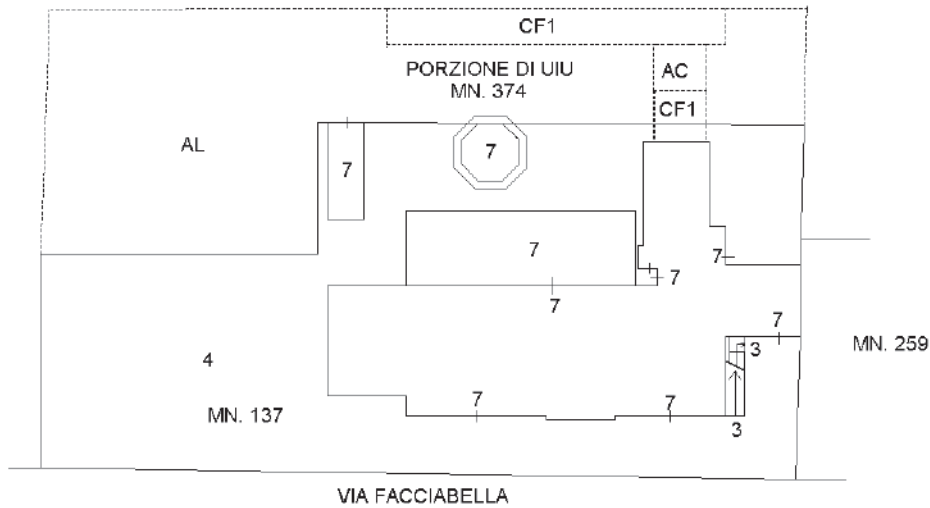 CF1
PORZIONE DI UIU
MN. 374
AC
CF1
AL
7
7
7
7
7
7
7
3
4
MN. 259
7
7
MN. 137
3
VIA FACCIABELLA